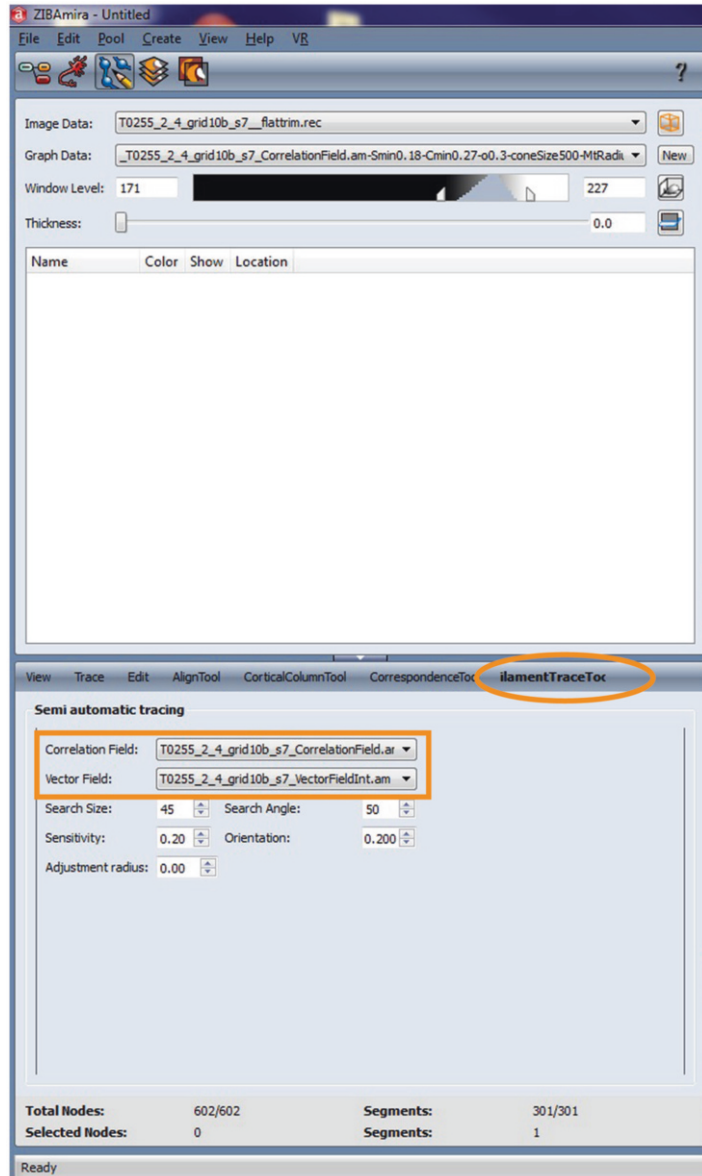 ZIBAmira - Untitled
File Edit Pool Create View Help VR
?
Image Data: T0255_2_4_grid10b_s7__flattrim.rec
Graph Data: _T0255_2_4_grid10b_s7_CorrelationField.am-Smin0.18-Cmin0.27-o0.3-coneSize500-MtRadiu New
Window Level: 171 227
Thickness: 0.0
Name Color Show Location
View Trace Edit AlignTool CorticalColumnTool CorrespondenceToo ilamentTraceToo
Semi automatic tracing
Correlation Field: T0255_2_4_grid10b_s7_CorrelationField.ar
Vector Field: T0255_2_4_grid10b_s7_VectorFieldInt.am
Search Size: 45 Search Angle: 50
Sensitivity: 0.20 Orientation: 0.200
Adjustment radius: 0.00
Total Nodes: 602/602 Segments: 301/301
Selected Nodes: 0 Segments: 1
Ready